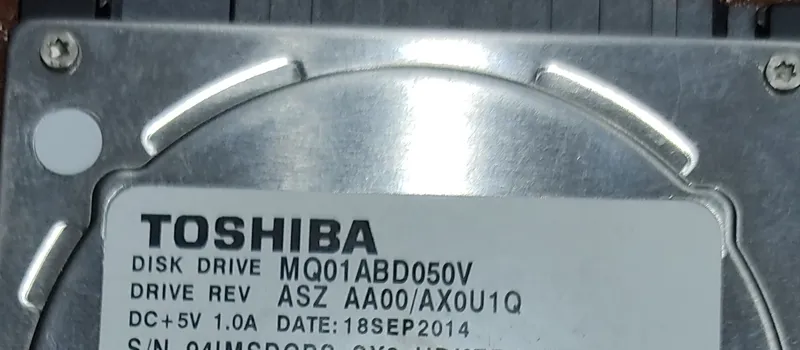 TOSHIBA
DISK DRIVE MQ01ABD050V
DRIVE REV ASZ AA00/AX0U1Q
DC+5V 1.0A DATE:18SEP2014
S/N